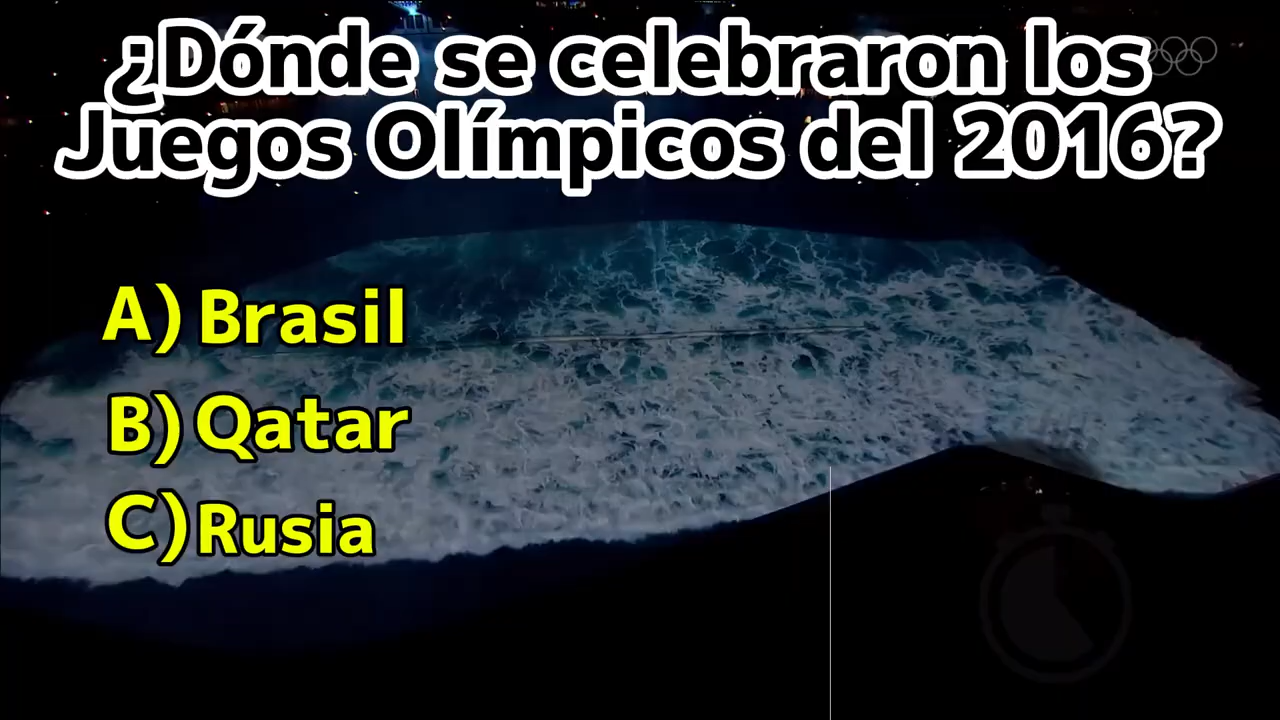 ¿Dónde se celebraron los
Juegos Olímpicos del 2016?
A) Brasil
B) Qatar
C) Rusia